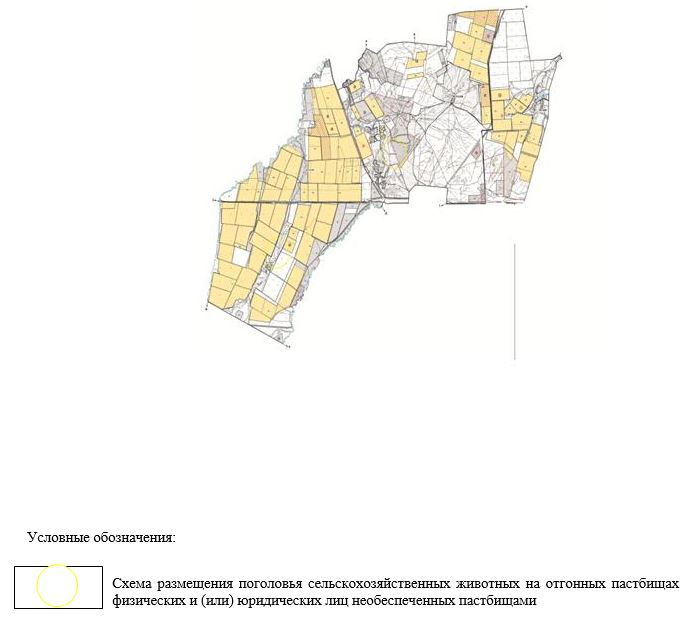 Условные обозначения:
Схема размещения поголовья сельскохозяйственных животных на отгонных пастбищах
физических и (или) юридических лиц необеспеченных пастбищами